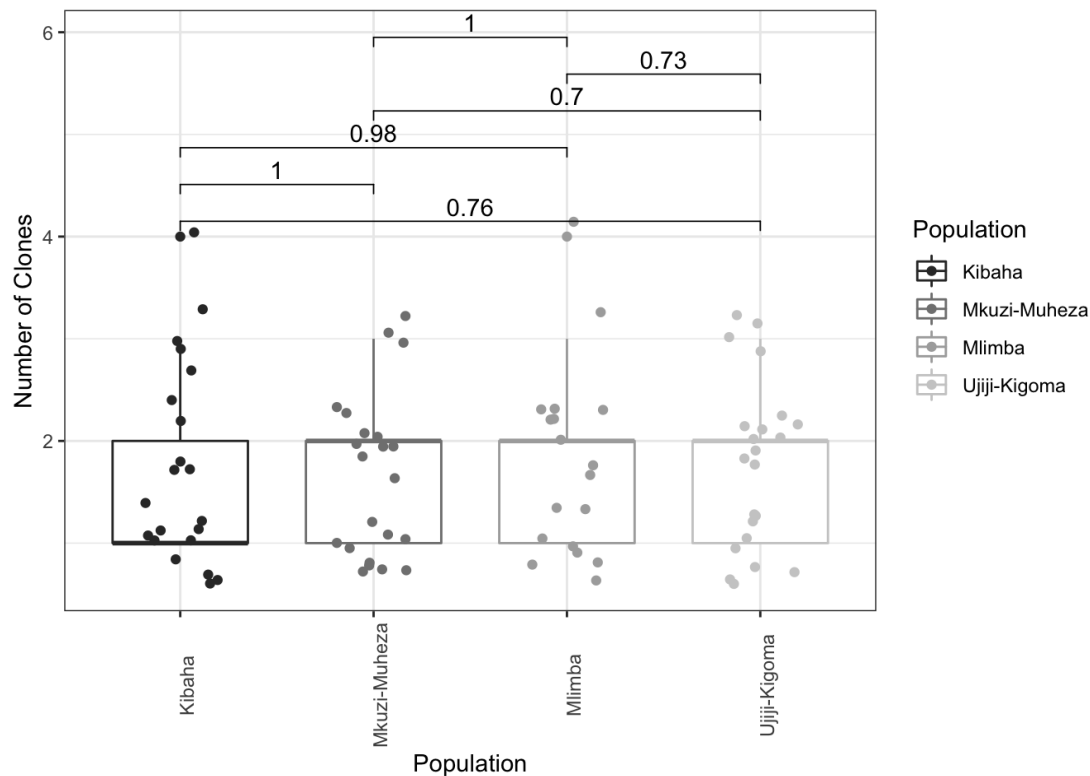 6
4
2
Number of Clones
1
0.73
0.7
0.98
1
0.76
Kibaha
Mkuzi-Muheza
Mlimba
Ujiji-Kigoma
Population
Population
Kibaha
Mkuzi-Muheza
Mlimba
Ujiji-Kigoma